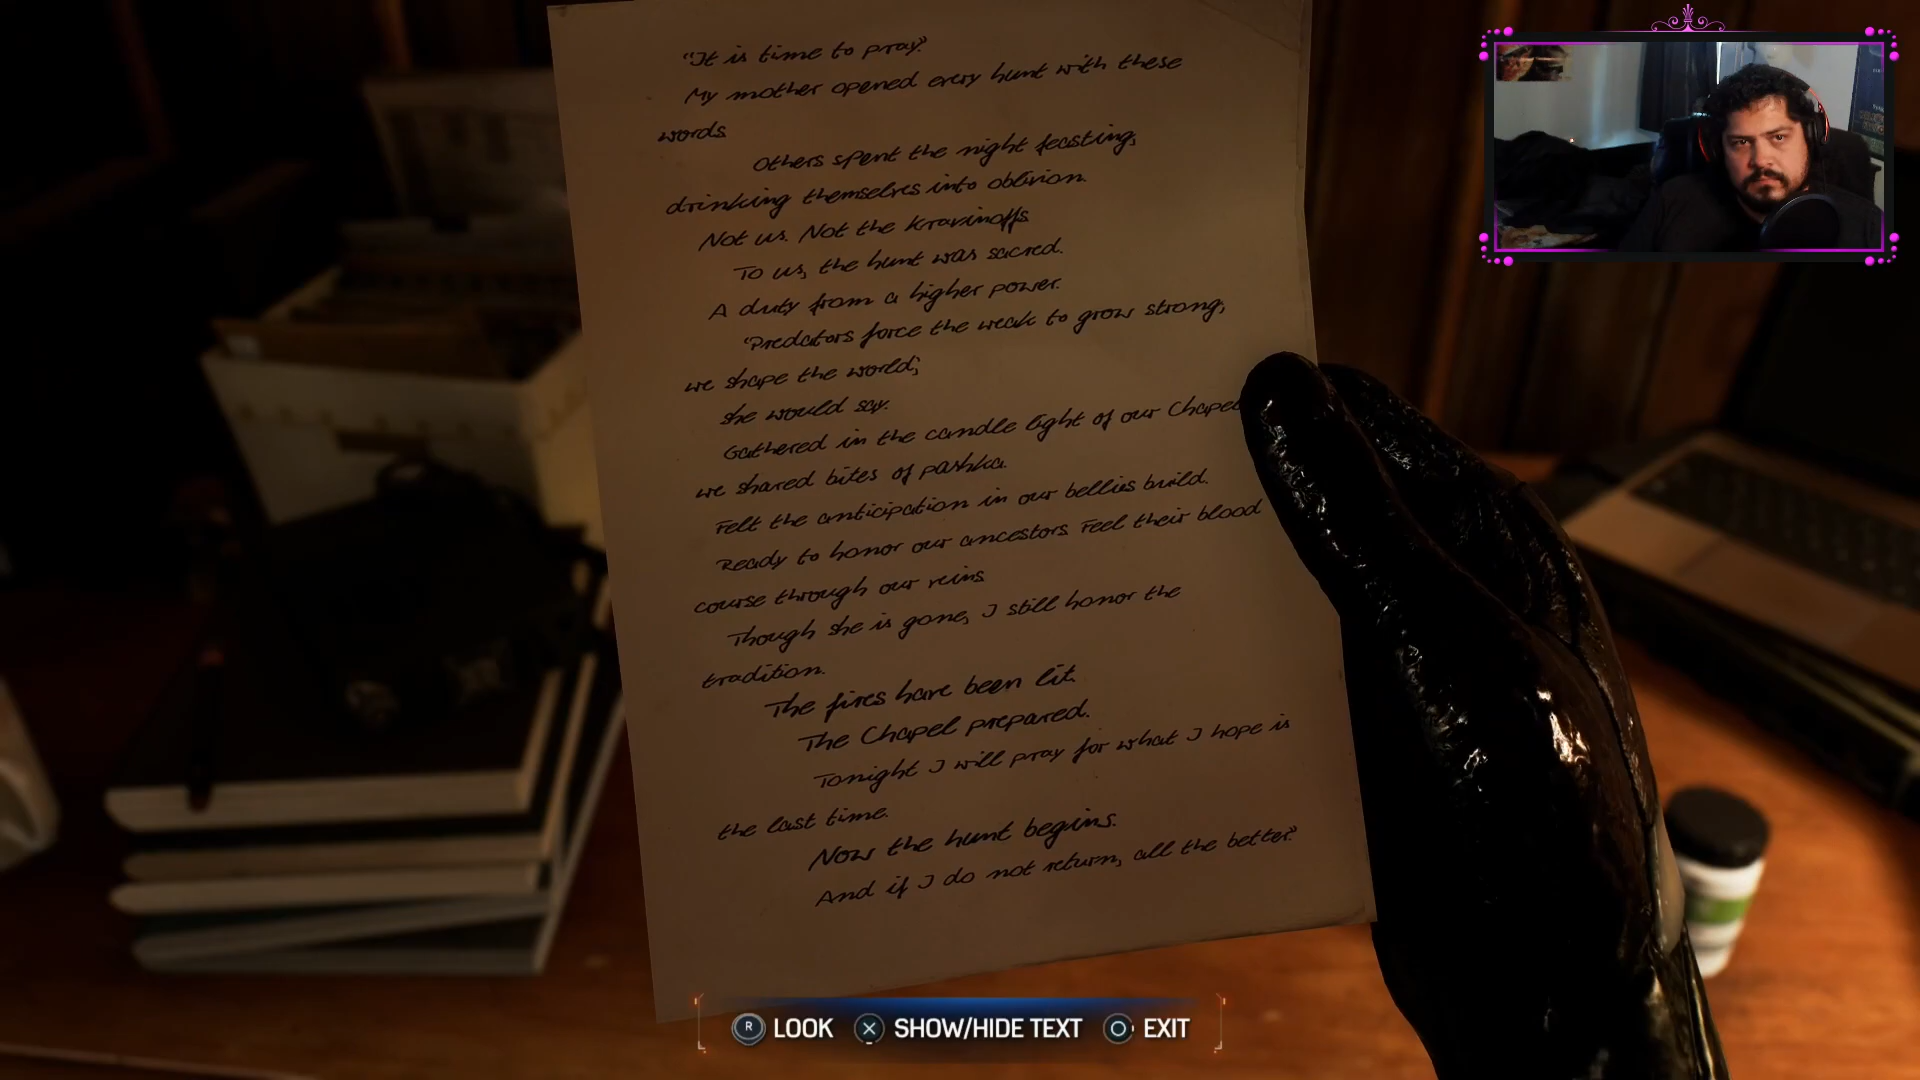 “It is time to pray.”
My mother opened every hunt with these
words.
Others spent the night feasting,
drinking themselves into oblivion.
Not us. Not the Kravinoffs.
To us, the hunt was sacred.
A duty from a higher power.
“Predators force the weak to grow strong,
we shape the world,”
she would say.
Gathered in the candle light of our Chapel
we shared bites of pashka.
Felt the anticipation in our bellies build.
Ready to honor our ancestors. Feel their blood
course through our veins.
Though she is gone, I still honor the
tradition.
The fires have been lit.
The Chapel prepared.
Tonight I will pray for what I hope is
the last time.
Now the hunt begins.
And if I do not return, all the better.”
R LOOK SHOW/HIDE TEXT EXIT